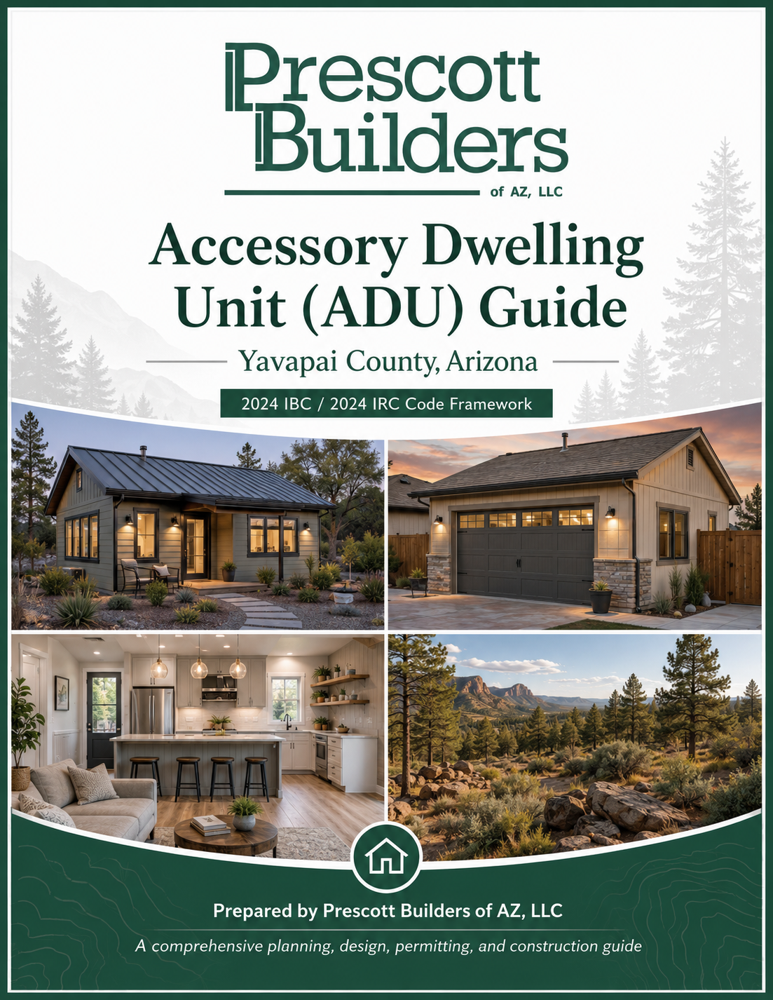 Prescott
Builders
of AZ, LLC
Accessory Dwelling
Unit (ADU) Guide
Yavapai County, Arizona
2024 IBC / 2024 IRC Code Framework
Prepared by Prescott Builders of AZ, LLC
A comprehensive planning, design, permitting, and construction guide